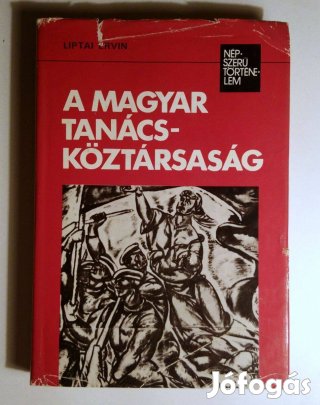 LIPTAI ERVIN
NÉP-
SZERŰ
TÖRTÉNE-
LEM
A MAGYAR
TANÁCS-
KÖZTÁRSASÁG
Jófogás